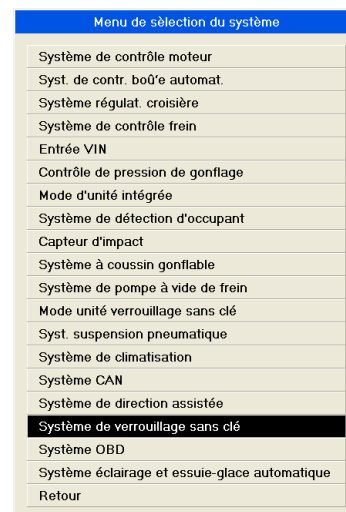 Menu de sèlection du système
Système de contrôle moteur
Syst. de contr. boû'e automat.
Système régulat. croisière
Système de contrôle frein
Entrée VIN
Contrôle de pression de gonflage
Mode d'unité intégrée
Système de détection d'occupant
Capteur d'impact
Système à coussin gonflable
Système de pompe à vide de frein
Mode unité verrouillage sans clé
Syst. suspension pneumatique
Système de climatisation
Système CAN
Système de direction assistée
Système de verrouillage sans clé
Système OBD
Système éclairage et essuie-glace automatique
Retour